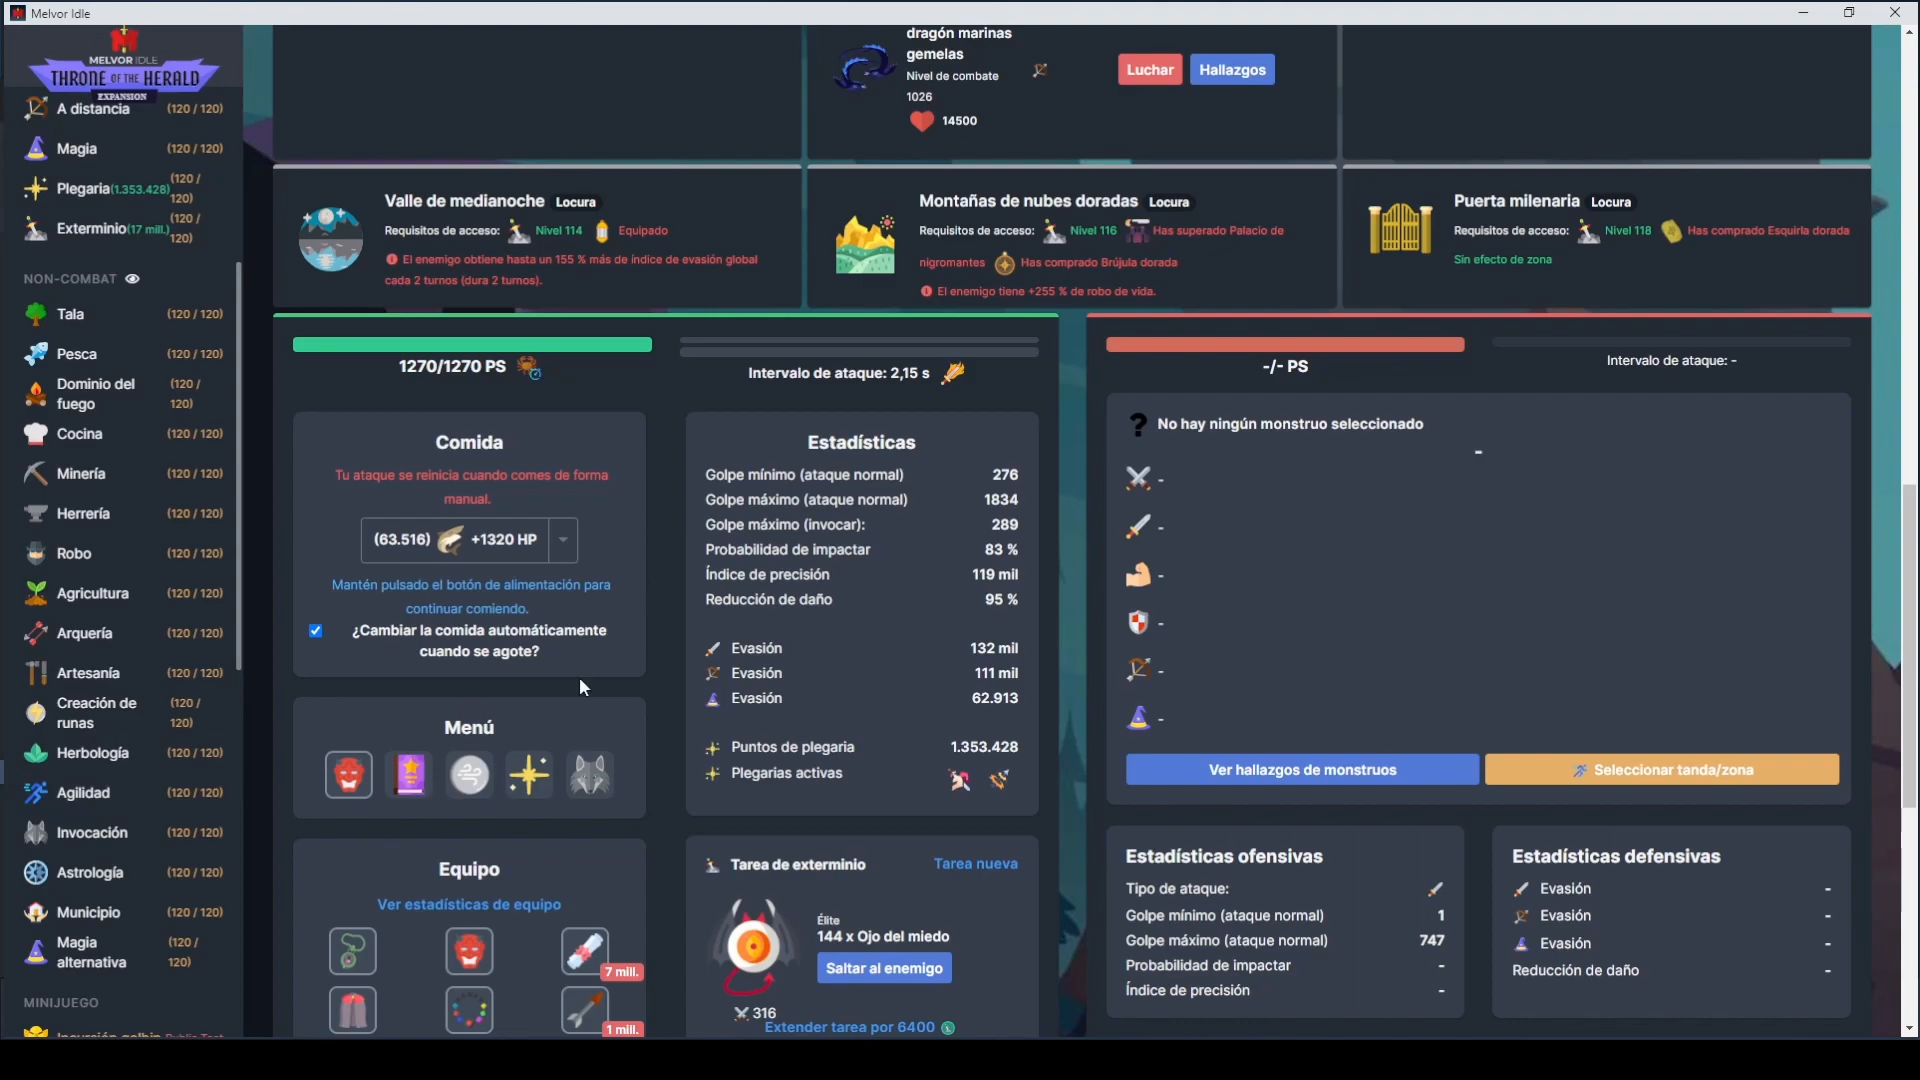 Melvor Idle
MELVOR IDLE
THRONE OF THE HERALD
EXPANSION
A distancia (120 / 120)
Magia (120 / 120)
Plegaria (1.353.428) (120 / 120)
Exterminio (17 mill.) (120 / 120)
NON-COMBAT
Tala (120 / 120)
Pesca (120 / 120)
Dominio del fuego (120 / 120)
Cocina (120 / 120)
Minería (120 / 120)
Herrería (120 / 120)
Robo (120 / 120)
Agricultura (120 / 120)
Arquería (120 / 120)
Artesanía (120 / 120)
Creación de runas (120 / 120)
Herbología (120 / 120)
Agilidad (120 / 120)
Invocación (120 / 120)
Astrología (120 / 120)
Municipio (120 / 120)
Magia alternativa (120 / 120)
MINIJUEGO
dragón marinas
gemelas
Nivel de combate
1026
14500
Luchar
Hallazgos
Valle de medianoche Locura
Requisitos de acceso: Nivel 114 Equipado
El enemigo obtiene hasta un 155 % más de índice de evasión global
cada 2 turnos (dura 2 turnos).
Montañas de nubes doradas Locura
Requisitos de acceso: Nivel 116 Has superado Palacio de
nigromantes Has comprado Brújula dorada
El enemigo tiene +255 % de robo de vida.
Puerta milenaria Locura
Requisitos de acceso: Nivel 118 Has comprado Esquirla dorada
Sin efecto de zona
1270/1270 PS
Intervalo de ataque: 2,15 s
Comida
Tu ataque se reinicia cuando comes de forma
manual.
(63.516) +1320 HP
Mantén pulsado el botón de alimentación para
continuar comiendo.
¿Cambiar la comida automáticamente
cuando se agote?
Menú
Equipo
Ver estadísticas de equipo
7 mill.
1 mill.
Estadísticas
Golpe mínimo (ataque normal) 276
Golpe máximo (ataque normal) 1834
Golpe máximo (invocar): 289
Probabilidad de impactar 83 %
Índice de precisión 119 mil
Reducción de daño 95 %
Evasión 132 mil
Evasión 111 mil
Evasión 62.913
Puntos de plegaria 1.353.428
Plegarias activas
Tarea de exterminio Tarea nueva
Élite
144 x Ojo del miedo
Saltar al enemigo
316
Extender tarea por 6400
-/- PS
Intervalo de ataque: -
? No hay ningún monstruo seleccionado
-
-
-
-
-
-
-
Ver hallazgos de monstruos
Seleccionar tanda/zona
Estadísticas ofensivas
Tipo de ataque:
Golpe mínimo (ataque normal) 1
Golpe máximo (ataque normal) 747
Probabilidad de impactar -
Índice de precisión -
Estadísticas defensivas
Evasión -
Evasión -
Evasión -
Reducción de daño -